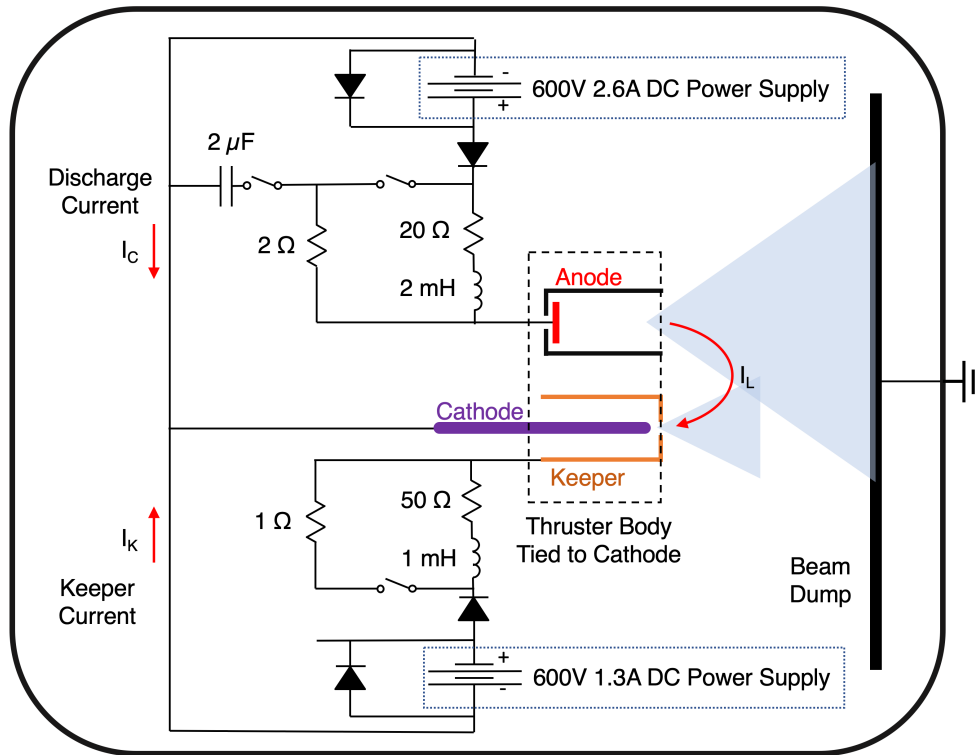 -
+
600V 2.6A DC Power Supply
2 µF
Discharge
Current
I_C
2 Ω
20 Ω
2 mH
Anode
I_L
Cathode
Keeper
50 Ω
1 Ω
1 mH
Thruster Body
Tied to Cathode
I_K
Keeper
Current
Beam
Dump
+
-
600V 1.3A DC Power Supply